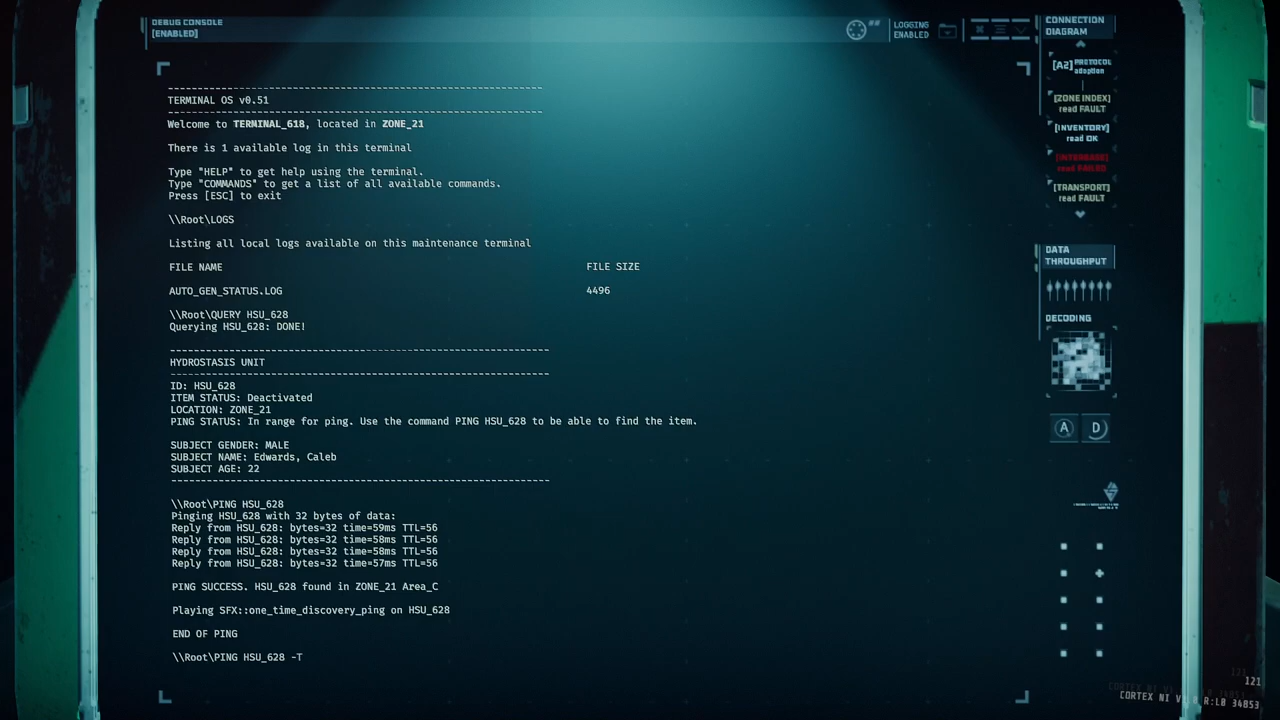 DEBUG CONSOLE
[ENABLED]
LOGGING
ENABLED
--------------------------------------------------------------
TERMINAL OS v0.51
--------------------------------------------------------------
Welcome to TERMINAL_618, located in ZONE_21
There is 1 available log in this terminal
Type "HELP" to get help using the terminal.
Type "COMMANDS" to get a list of all available commands.
Press [ESC] to exit
\\Root\LOGS
Listing all local logs available on this maintenance terminal
FILE NAME FILE SIZE
AUTO_GEN_STATUS.LOG 4496
\\Root\QUERY HSU_628
Querying HSU_628: DONE!
---------------------------------------------------------------
HYDROSTASIS UNIT
---------------------------------------------------------------
ID: HSU_628
ITEM STATUS: Deactivated
LOCATION: ZONE_21
PING STATUS: In range for ping. Use the command PING HSU_628 to be able to find the item.
SUBJECT GENDER: MALE
SUBJECT NAME: Edwards, Caleb
SUBJECT AGE: 22
---------------------------------------------------------------
\\Root\PING HSU_628
Pinging HSU_628 with 32 bytes of data:
Reply from HSU_628: bytes=32 time=59ms TTL=56
Reply from HSU_628: bytes=32 time=58ms TTL=56
Reply from HSU_628: bytes=32 time=58ms TTL=56
Reply from HSU_628: bytes=32 time=57ms TTL=56
PING SUCCESS. HSU_628 found in ZONE_21 Area_C
Playing SFX::one_time_discovery_ping on HSU_628
END OF PING
\\Root\PING HSU_628 -T
CONNECTION
DIAGRAM
[A2] PROTOCOL
adoption
[ZONE INDEX]
read FAULT
[INVENTORY]
read OK
read FAILED
[TRANSPORT]
read FAULT
DATA
THROUGHPUT
DECODING
A D
121
CORTEX NI R:L0 34853